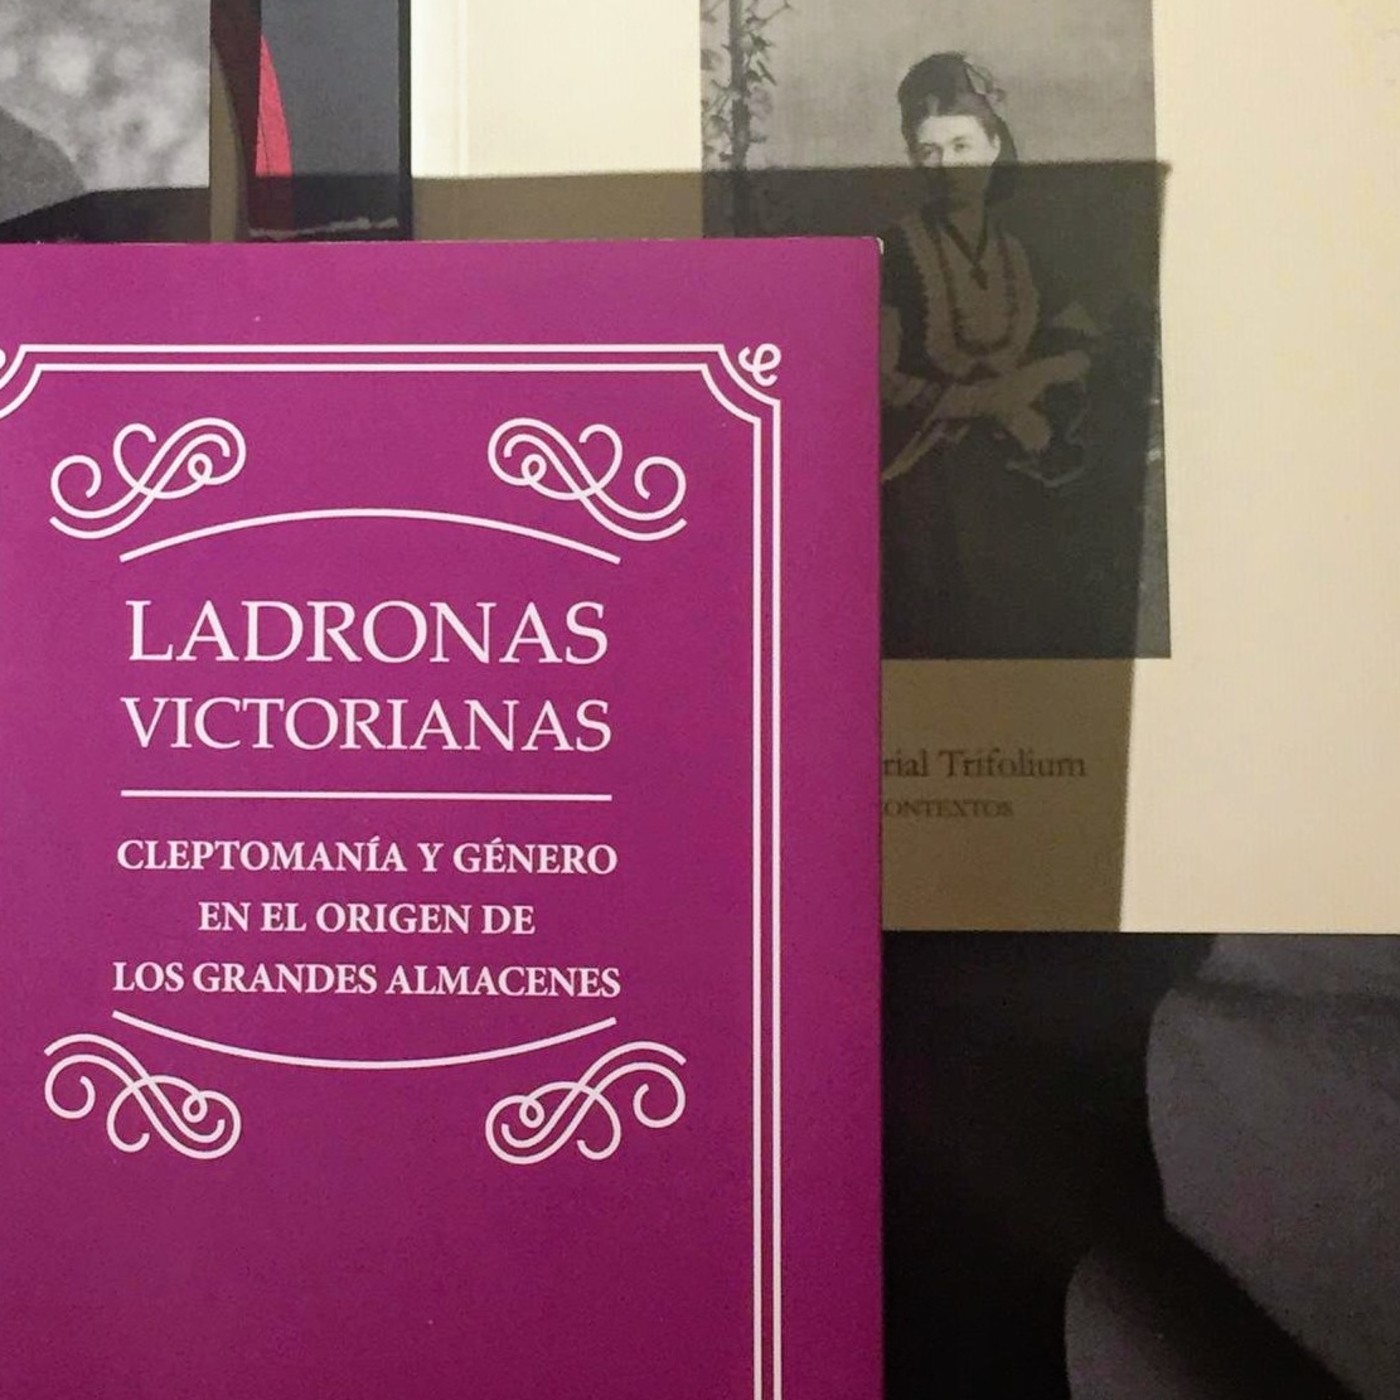 LADRONAS
VICTORIANAS
CLEPTOMANÍA Y GÉNERO
EN EL ORIGEN DE
LOS GRANDES ALMACENES
rial Trifolium
ONTEXTOS